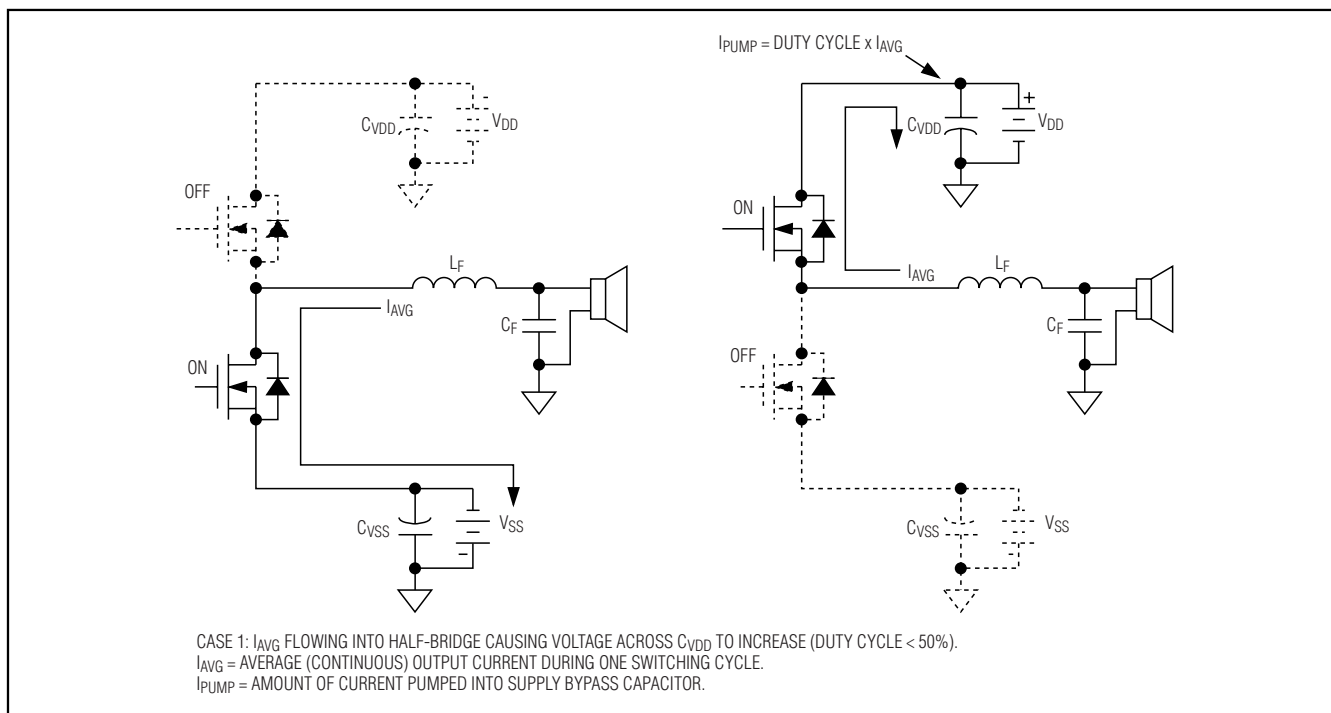 IPUMP = DUTY CYCLE x IAVG
CVDD
-
VDD
OFF
LF
IAVG
CF
ON
CVSS
VSS
-
CVDD
+
VDD
ON
IAVG
LF
CF
OFF
CVSS
VSS
-
CASE 1: IAVG FLOWING INTO HALF-BRIDGE CAUSING VOLTAGE ACROSS CVDD TO INCREASE (DUTY CYCLE < 50%).
IAVG = AVERAGE (CONTINUOUS) OUTPUT CURRENT DURING ONE SWITCHING CYCLE.
IPUMP = AMOUNT OF CURRENT PUMPED INTO SUPPLY BYPASS CAPACITOR.